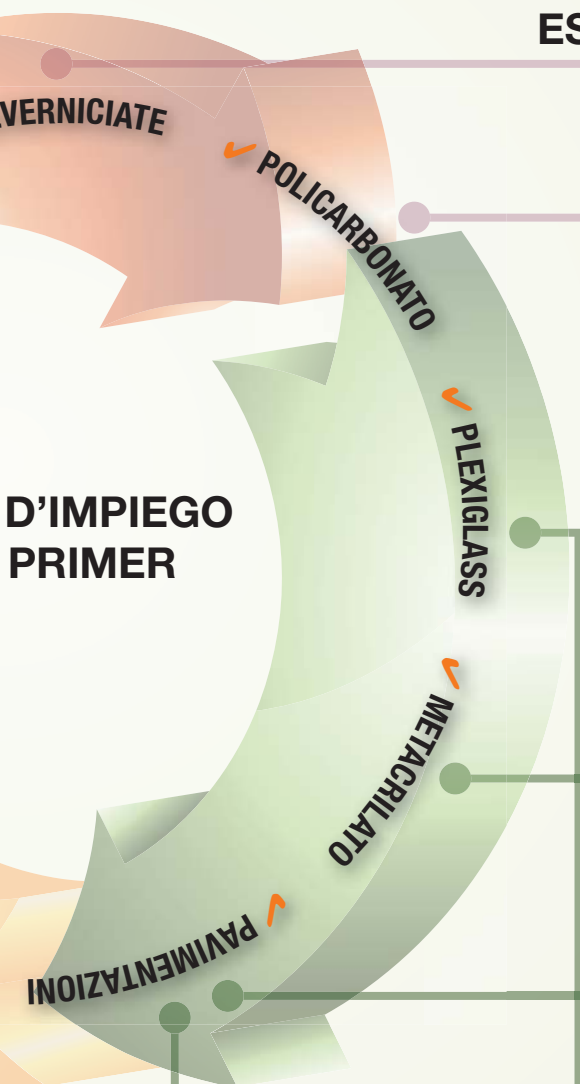 ES
VERNICIATE
✓ POLICARBONATO
✓ PLEXIGLASS
D'IMPIEGO
PRIMER
✓ METACRILATO
✓ PAVIMENTAZIONI